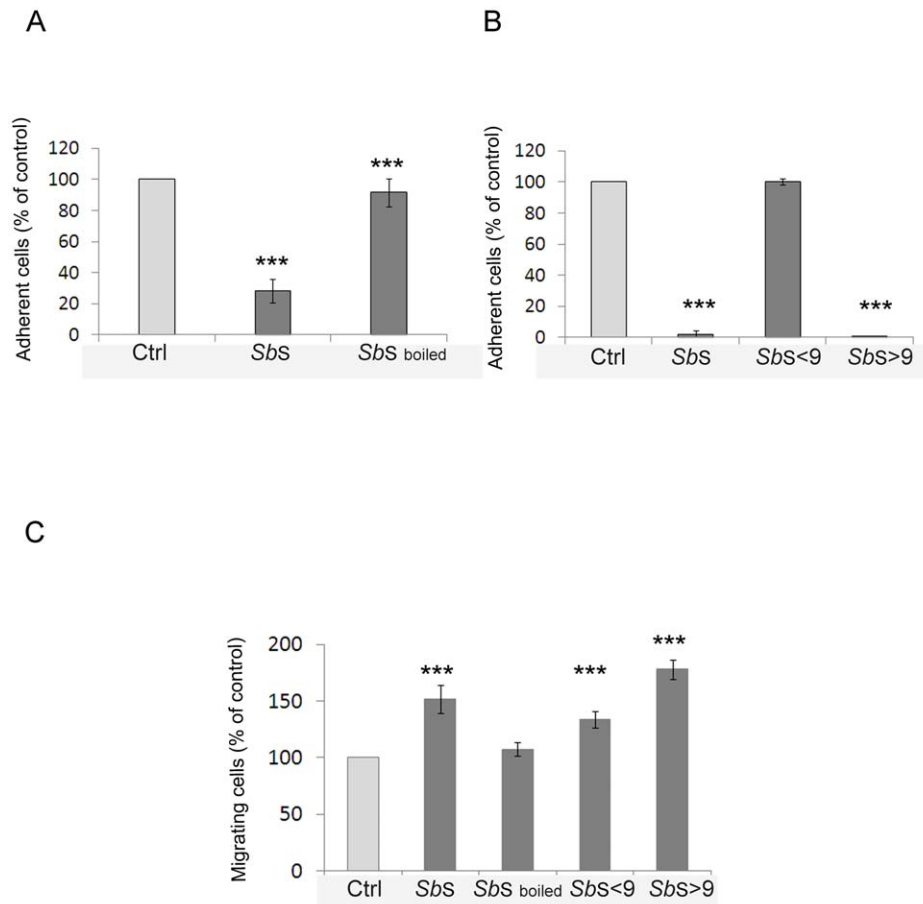 A
Adherent cells (% of control)
120
100
80
60
40
20
0
***
***
Ctrl SbS SbS boiled
B
Adherent cells (% of control)
120
100
80
60
40
20
0
***
***
Ctrl SbS SbS<9 SbS>9
C
Migrating cells (% of control)
200
150
100
50
0
***
***
***
Ctrl SbS SbS boiled SbS<9 SbS>9